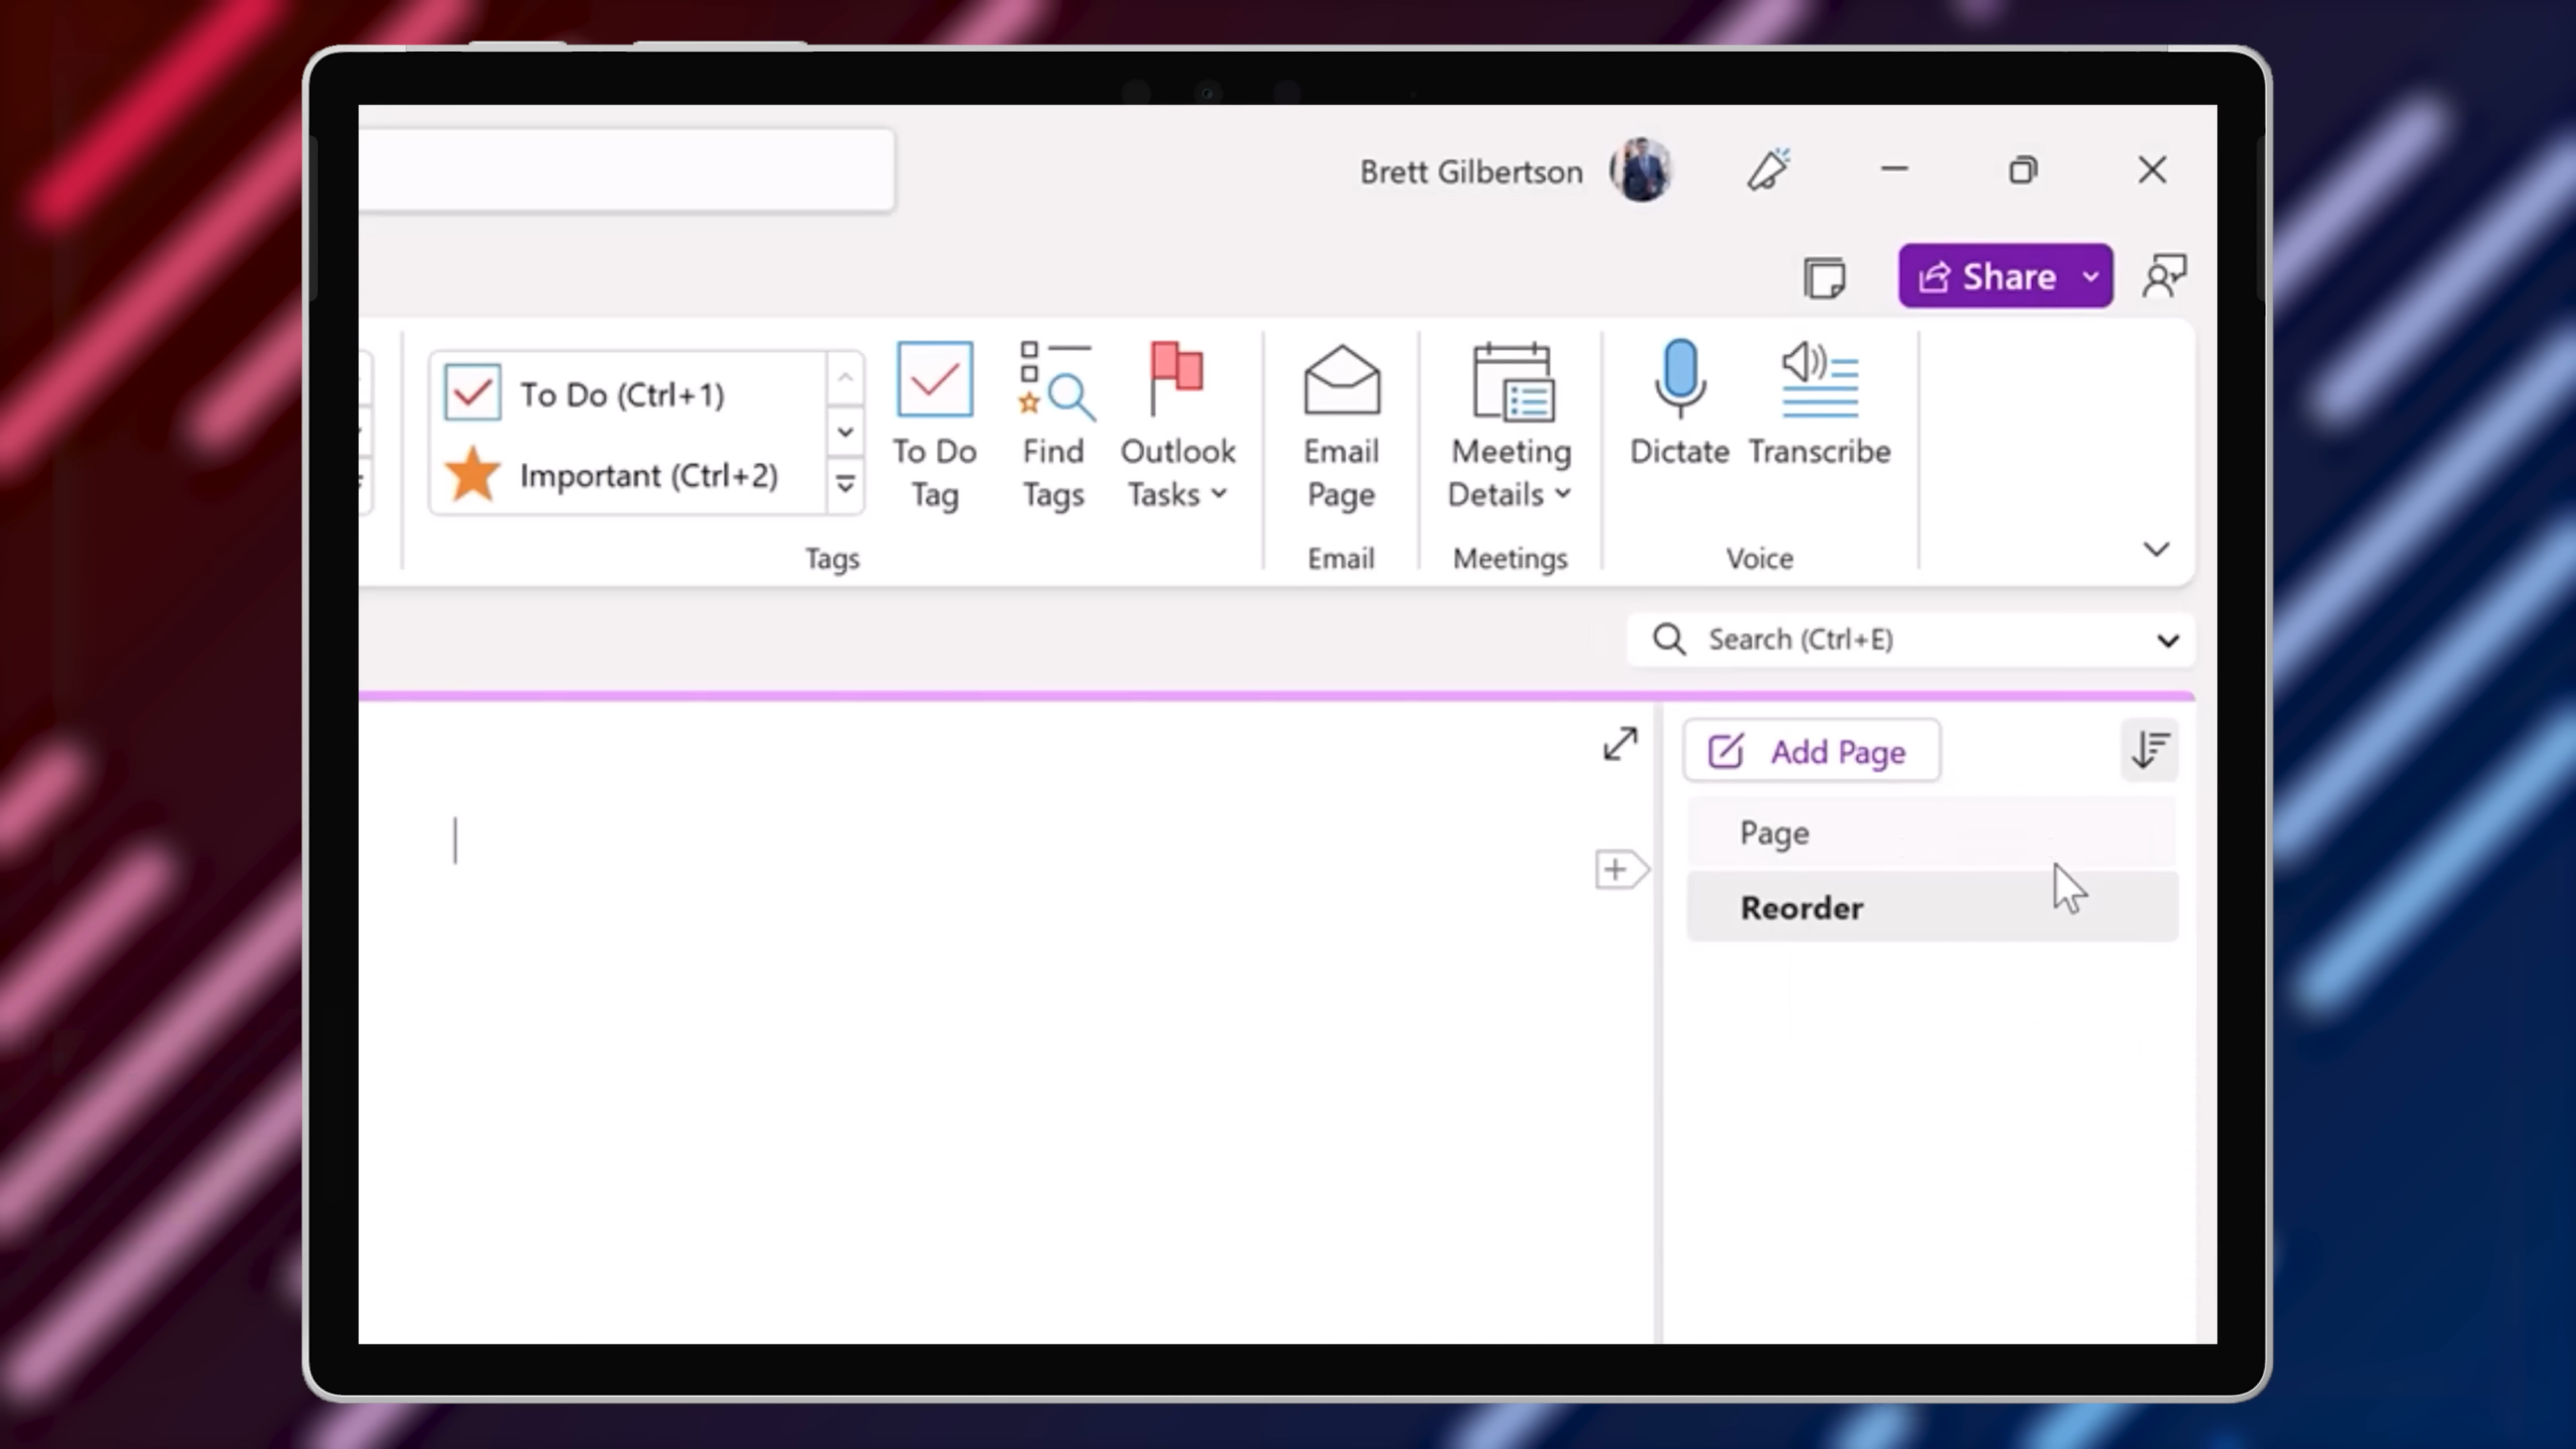 Brett Gilbertson
Share
To Do (Ctrl+1)
Important (Ctrl+2)
To Do
Tag
Find
Tags
Outlook
Tasks
Email
Page
Meeting
Details
Dictate
Transcribe
Tags
Email
Meetings
Voice
Search (Ctrl+E)
Add Page
Page
Reorder